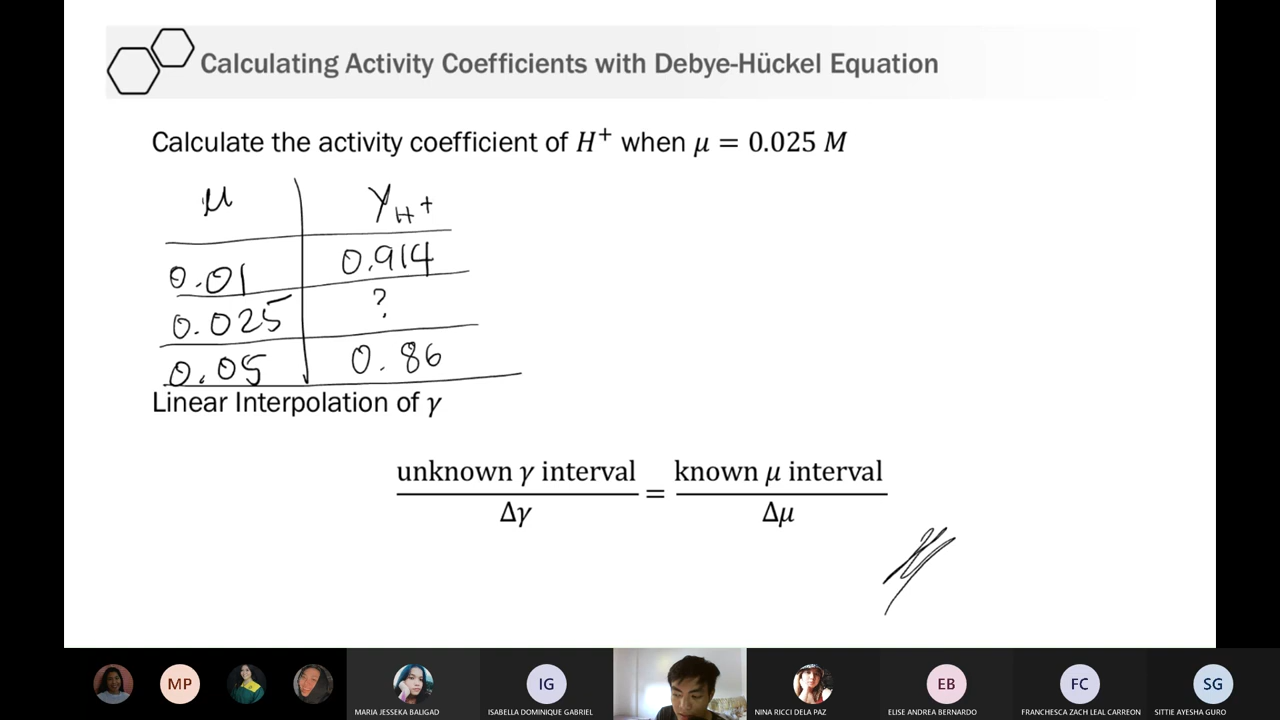 Calculating Activity Coefficients with Debye-Hückel Equation
Calculate the activity coefficient of H⁺ when μ = 0.025 M
μ | γH+
0.01 | 0.914
0.025 | ?
0.05 | 0.86
Linear Interpolation of γ
unknown γ interval / Δγ = known μ interval / Δμ
MP
IG
EB
FC
SG
MARIA JESSEKA BALIGAD
ISABELLA DOMINIQUE GABRIEL
NINA RICCI DELA PAZ
ELISE ANDREA BERNARDO
FRANCHESCA ZACH LEAL CARREON
SITTIE AYESHA GURO